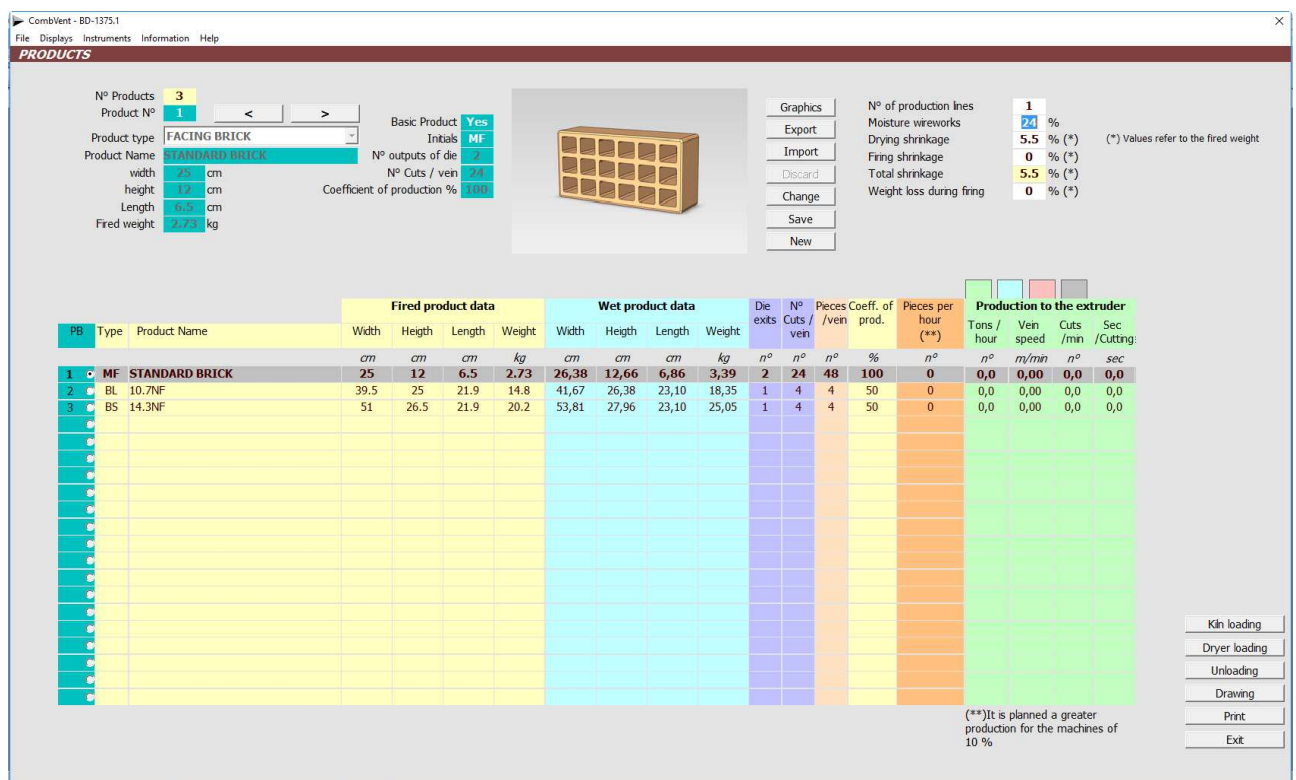 CombVent - BD-1375.1
File Displays Instruments Information Help
PRODUCTS
Nº Products 3
Product Nº 1 < >
Product type FACING BRICK
Product Name STANDARD BRICK
width 25 cm
height 12 cm
Length 6.5 cm
Fired weight 2.73 kg
Basic Product Yes
Initials MF
Nº outputs of die 2
Nº Cuts / vein 24
Coefficient of production % 100
Graphics
Export
Import
Discard
Change
Save
New
Nº of production lines 1
Moisture wireworks 24 %
Drying shrinkage 5.5 % (*) (*) Values refer to the fired weight
Firing shrinkage 0 % (*)
Total shrinkage 5.5 % (*)
Weight loss during firing 0 % (*)
Fired product data Wet product data Die exits Nº Cuts / vein Pieces /vein Coeff. of prod. Pieces per hour (**) Production to the extruder
PB Type Product Name Width Heigth Length Weight Width Heigth Length Weight Tons / hour Vein speed Cuts /min Sec /Cutting
cm cm cm kg cm cm cm kg nº nº nº % nº nº m/min nº sec
1 MF STANDARD BRICK 25 12 6.5 2.73 26,38 12,66 6,86 3,39 2 24 48 100 0 0,0 0,00 0,0 0,0
2 BL 10.7NF 39.5 25 21.9 14.8 41,67 26,38 23,10 18,35 1 4 4 50 0 0,0 0,00 0,0 0,0
3 BS 14.3NF 51 26.5 21.9 20.2 53,81 27,96 23,10 25,05 1 4 4 50 0 0,0 0,00 0,0 0,0
Kiln loading
Dryer loading
Unloading
Drawing
Print
Exit
(**)It is planned a greater
production for the machines of
10 %